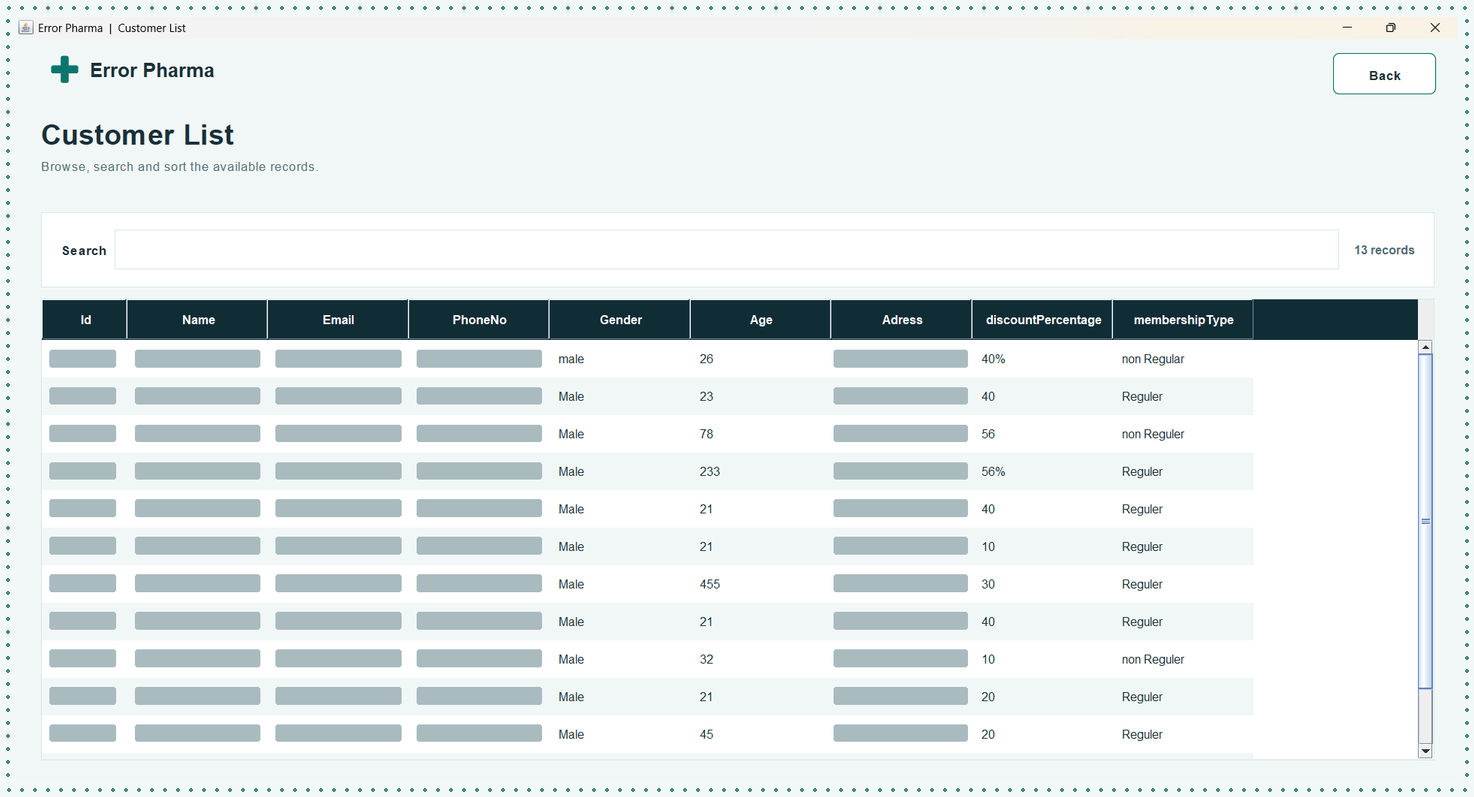 Error Pharma | Customer List
Error Pharma
Back
Customer List
Browse, search and sort the available records.
Search 13 records
Id Name Email PhoneNo Gender Age Adress discountPercentage membershipType
male 26 40% non Regular
Male 23 40 Reguler
Male 78 56 non Reguler
Male 233 56% Reguler
Male 21 40 Reguler
Male 21 10 Reguler
Male 455 30 Reguler
Male 21 40 Reguler
Male 32 10 non Reguler
Male 21 20 Reguler
Male 45 20 Reguler